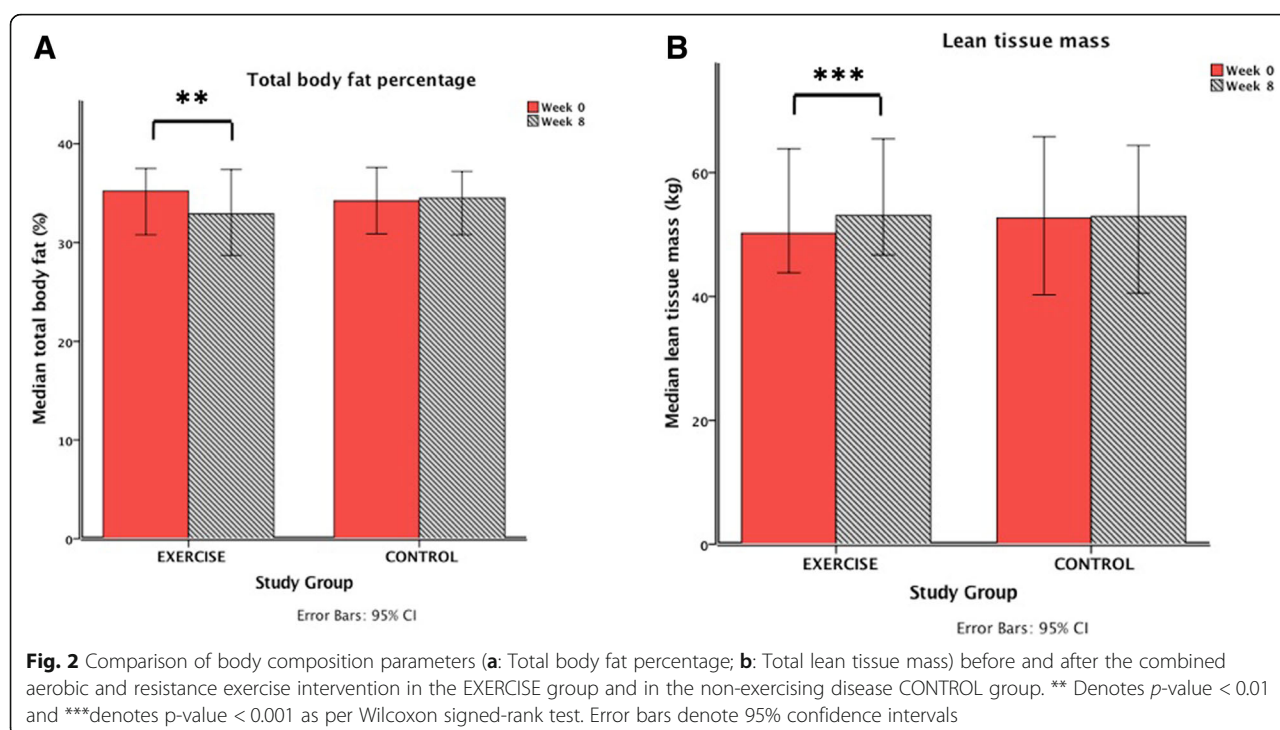 A
Total body fat percentage
**
Week 0
Week 8
Median total body fat (%)
40
30
20
10
0
EXERCISE
CONTROL
Study Group
Error Bars: 95% CI
B
Lean tissue mass
***
Week 0
Week 8
Median lean tissue mass (kg)
60
40
20
0
EXERCISE
CONTROL
Study Group
Error Bars: 95% CI
Fig. 2 Comparison of body composition parameters (a: Total body fat percentage; b: Total lean tissue mass) before and after the combined
aerobic and resistance exercise intervention in the EXERCISE group and in the non-exercising disease CONTROL group. ** Denotes p-value < 0.01
and ***denotes p-value < 0.001 as per Wilcoxon signed-rank test. Error bars denote 95% confidence intervals